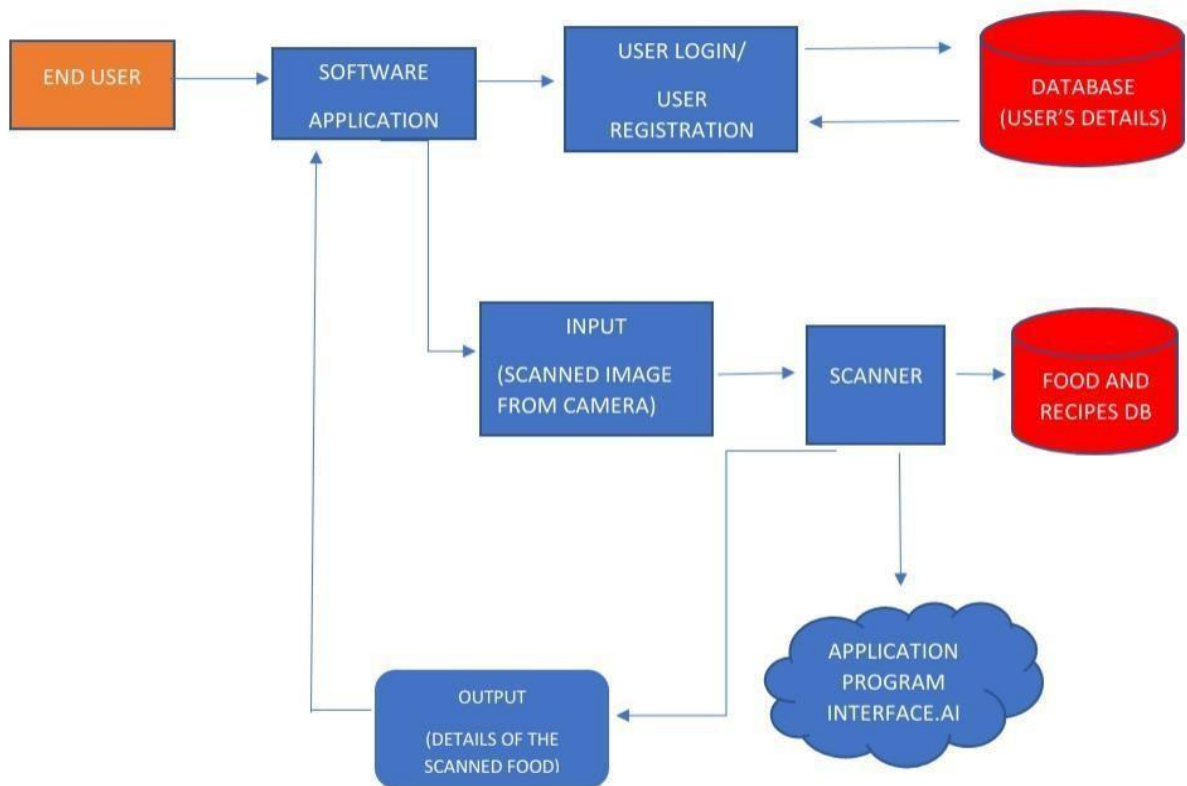 END USER
SOFTWARE
APPLICATION
USER LOGIN/
USER
REGISTRATION
DATABASE
(USER’S DETAILS)
INPUT
(SCANNED IMAGE
FROM CAMERA)
SCANNER
FOOD AND
RECIPES DB
APPLICATION
PROGRAM
INTERFACE.AI
OUTPUT
(DETAILS OF THE
SCANNED FOOD)